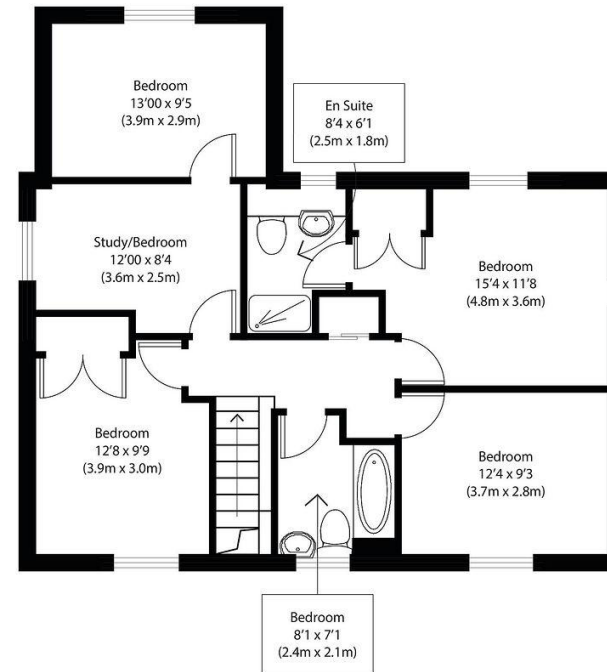 Bedroom
13'00 x 9'5
(3.9m x 2.9m)
En Suite
8'4 x 6'1
(2.5m x 1.8m)
Study/Bedroom
12'00 x 8'4
(3.6m x 2.5m)
Bedroom
15'4 x 11'8
(4.8m x 3.6m)
Bedroom
12'8 x 9'9
(3.9m x 3.0m)
Bedroom
12'4 x 9'3
(3.7m x 2.8m)
Bedroom
8'1 x 7'1
(2.4m x 2.1m)